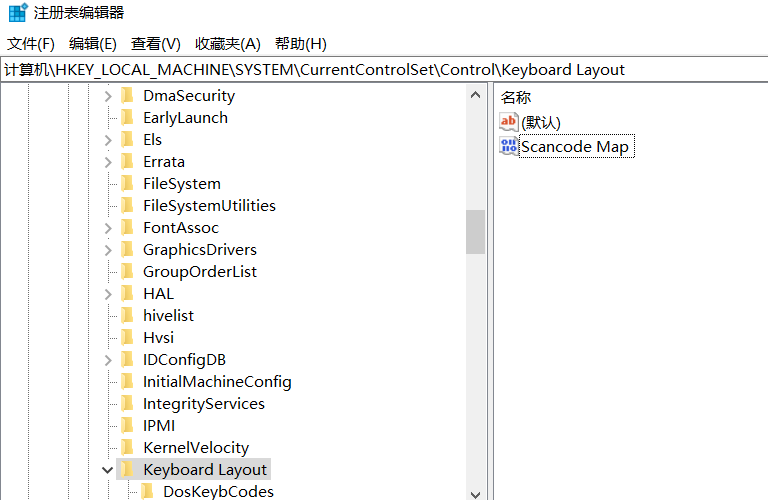 注册表编辑器
文件(F) 编辑(E) 查看(V) 收藏夹(A) 帮助(H)
计算机\HKEY_LOCAL_MACHINE\SYSTEM\CurrentControlSet\Control\Keyboard Layout
DmaSecurity
EarlyLaunch
Els
Errata
FileSystem
FileSystemUtilities
FontAssoc
GraphicsDrivers
GroupOrderList
HAL
hivelist
Hvsi
IDConfigDB
InitialMachineConfig
IntegrityServices
IPMI
KernelVelocity
Keyboard Layout
DosKeybCodes
名称
ab (默认)
Scancode Map